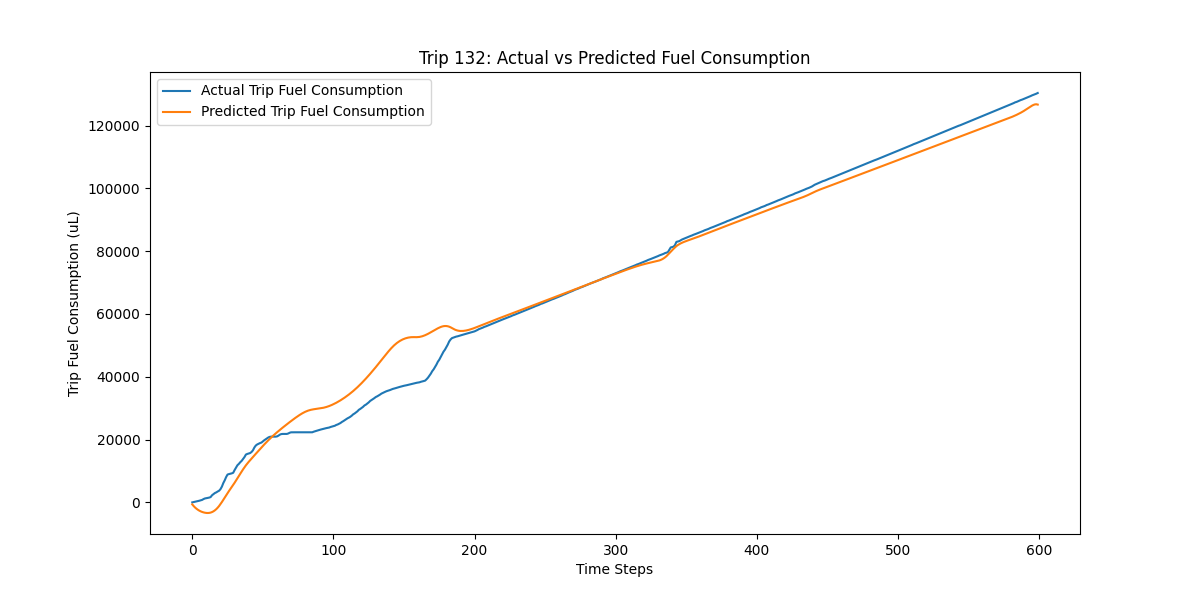 Trip 132: Actual vs Predicted Fuel Consumption
Actual Trip Fuel Consumption
Predicted Trip Fuel Consumption
Trip Fuel Consumption (uL)
120000
100000
80000
60000
40000
20000
0
0 100 200 300 400 500 600
Time Steps